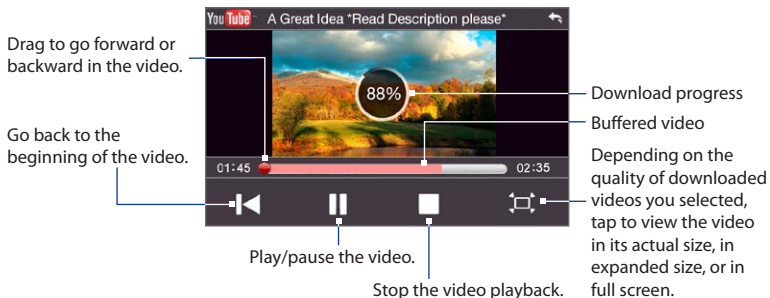 YouTube A Great Idea *Read Description please*
Drag to go forward or
backward in the video.
88%
Download progress
Buffered video
Go back to the
beginning of the video.
01:45
02:35
Depending on the
quality of downloaded
videos you selected,
tap to view the video
in its actual size, in
expanded size, or in
full screen.
Play/pause the video.
Stop the video playback.